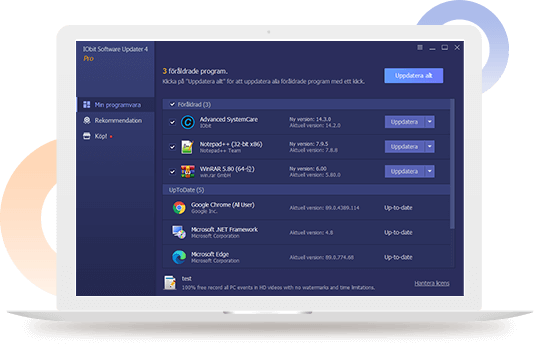 IObit Software Updater 4
Pro
Min programvara
Rekommendation
Köp!
3 föråldrade program.
Klicka på "Uppdatera allt" för att uppdatera alla föråldrade program med ett klick.
Uppdatera alt
Föråldrad (3)
Advanced SystemCare
IObit
Ny version: 14.3.0
Aktuell version: 14.2.0
Uppdatera
Notepad++ (32-bit x86)
Notepad++ Team
Ny version: 7.9.5
Aktuell version: 7.8.8
Uppdatera
WinRAR 5.80 (64-位)
win.rar GmbH
Ny version: 6.00
Aktuell version: 5.80.0
Uppdatera
UpToDate (5)
Google Chrome (All User)
Google Inc.
Aktuell version: 89.0.4389.114
Up-to-date
Microsoft .NET Framework
Microsoft Corporation
Aktuell version: 4.8
Up-to-date
Microsoft Edge
Microsoft Corporation
Aktuell version: 89.0.774.68
Up-to-date
test
100% free record all PC events in HD videos with no watermarks and time limitations.
Hantera licens